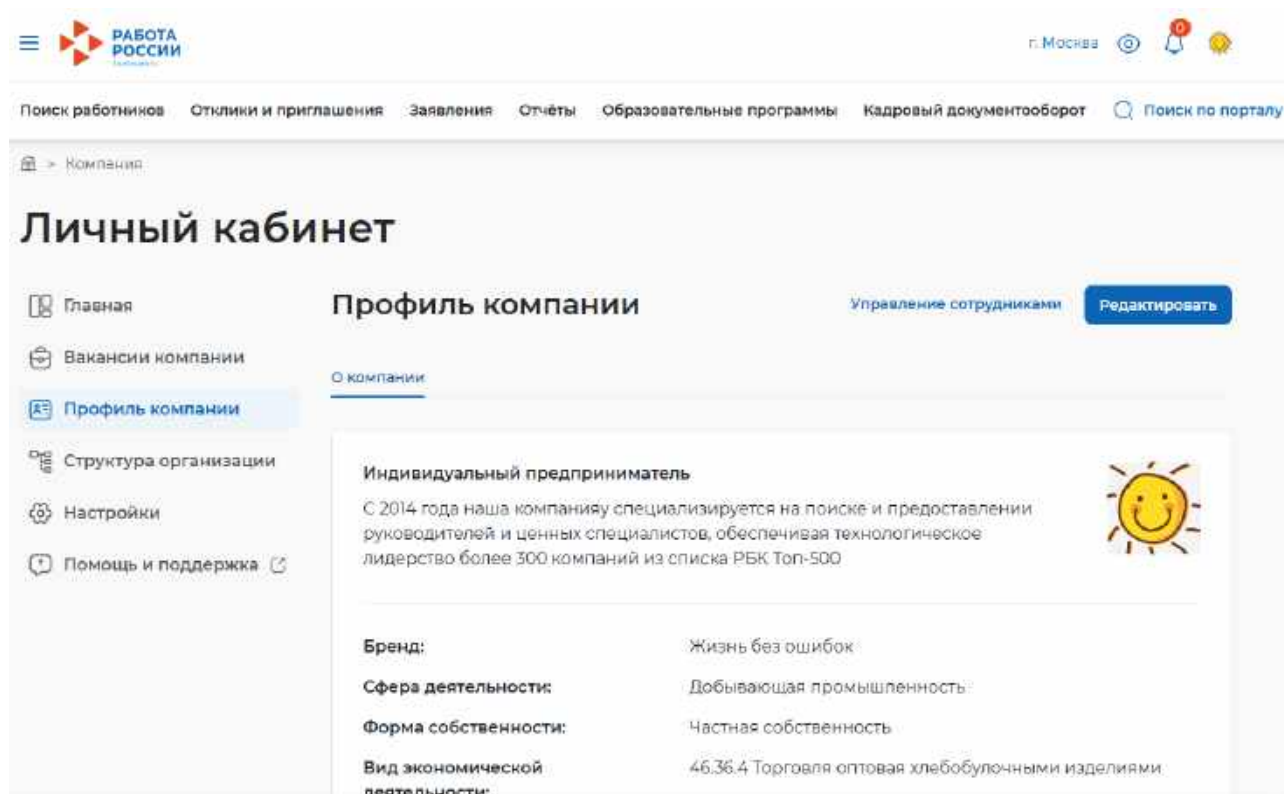 РАБОТА
РОССИИ
г. Москва
Поиск работников Отклики и приглашения Заявления Отчёты Образовательные программы Кадровый документооборот Поиск по порталу
> Компания
Личный кабинет
Главная
Вакансии компании
Профиль компании
Структура организации
Настройки
Помощь и поддержка
Профиль компании
Управление сотрудниками
Редактировать
О компании
Индивидуальный предприниматель
С 2014 года наша компанияу специализируется на поиске и предоставлении
руководителей и ценных специалистов, обеспечивая технологическое
лидерство более 300 компаний из списка РБК Топ-500
Бренд: Жизнь без ошибок
Сфера деятельности: Добывающая промышленность
Форма собственности: Частная собственность
Вид экономической 46.36.4 Торговля оптовая хлебобулочными изделиями
деятельности: